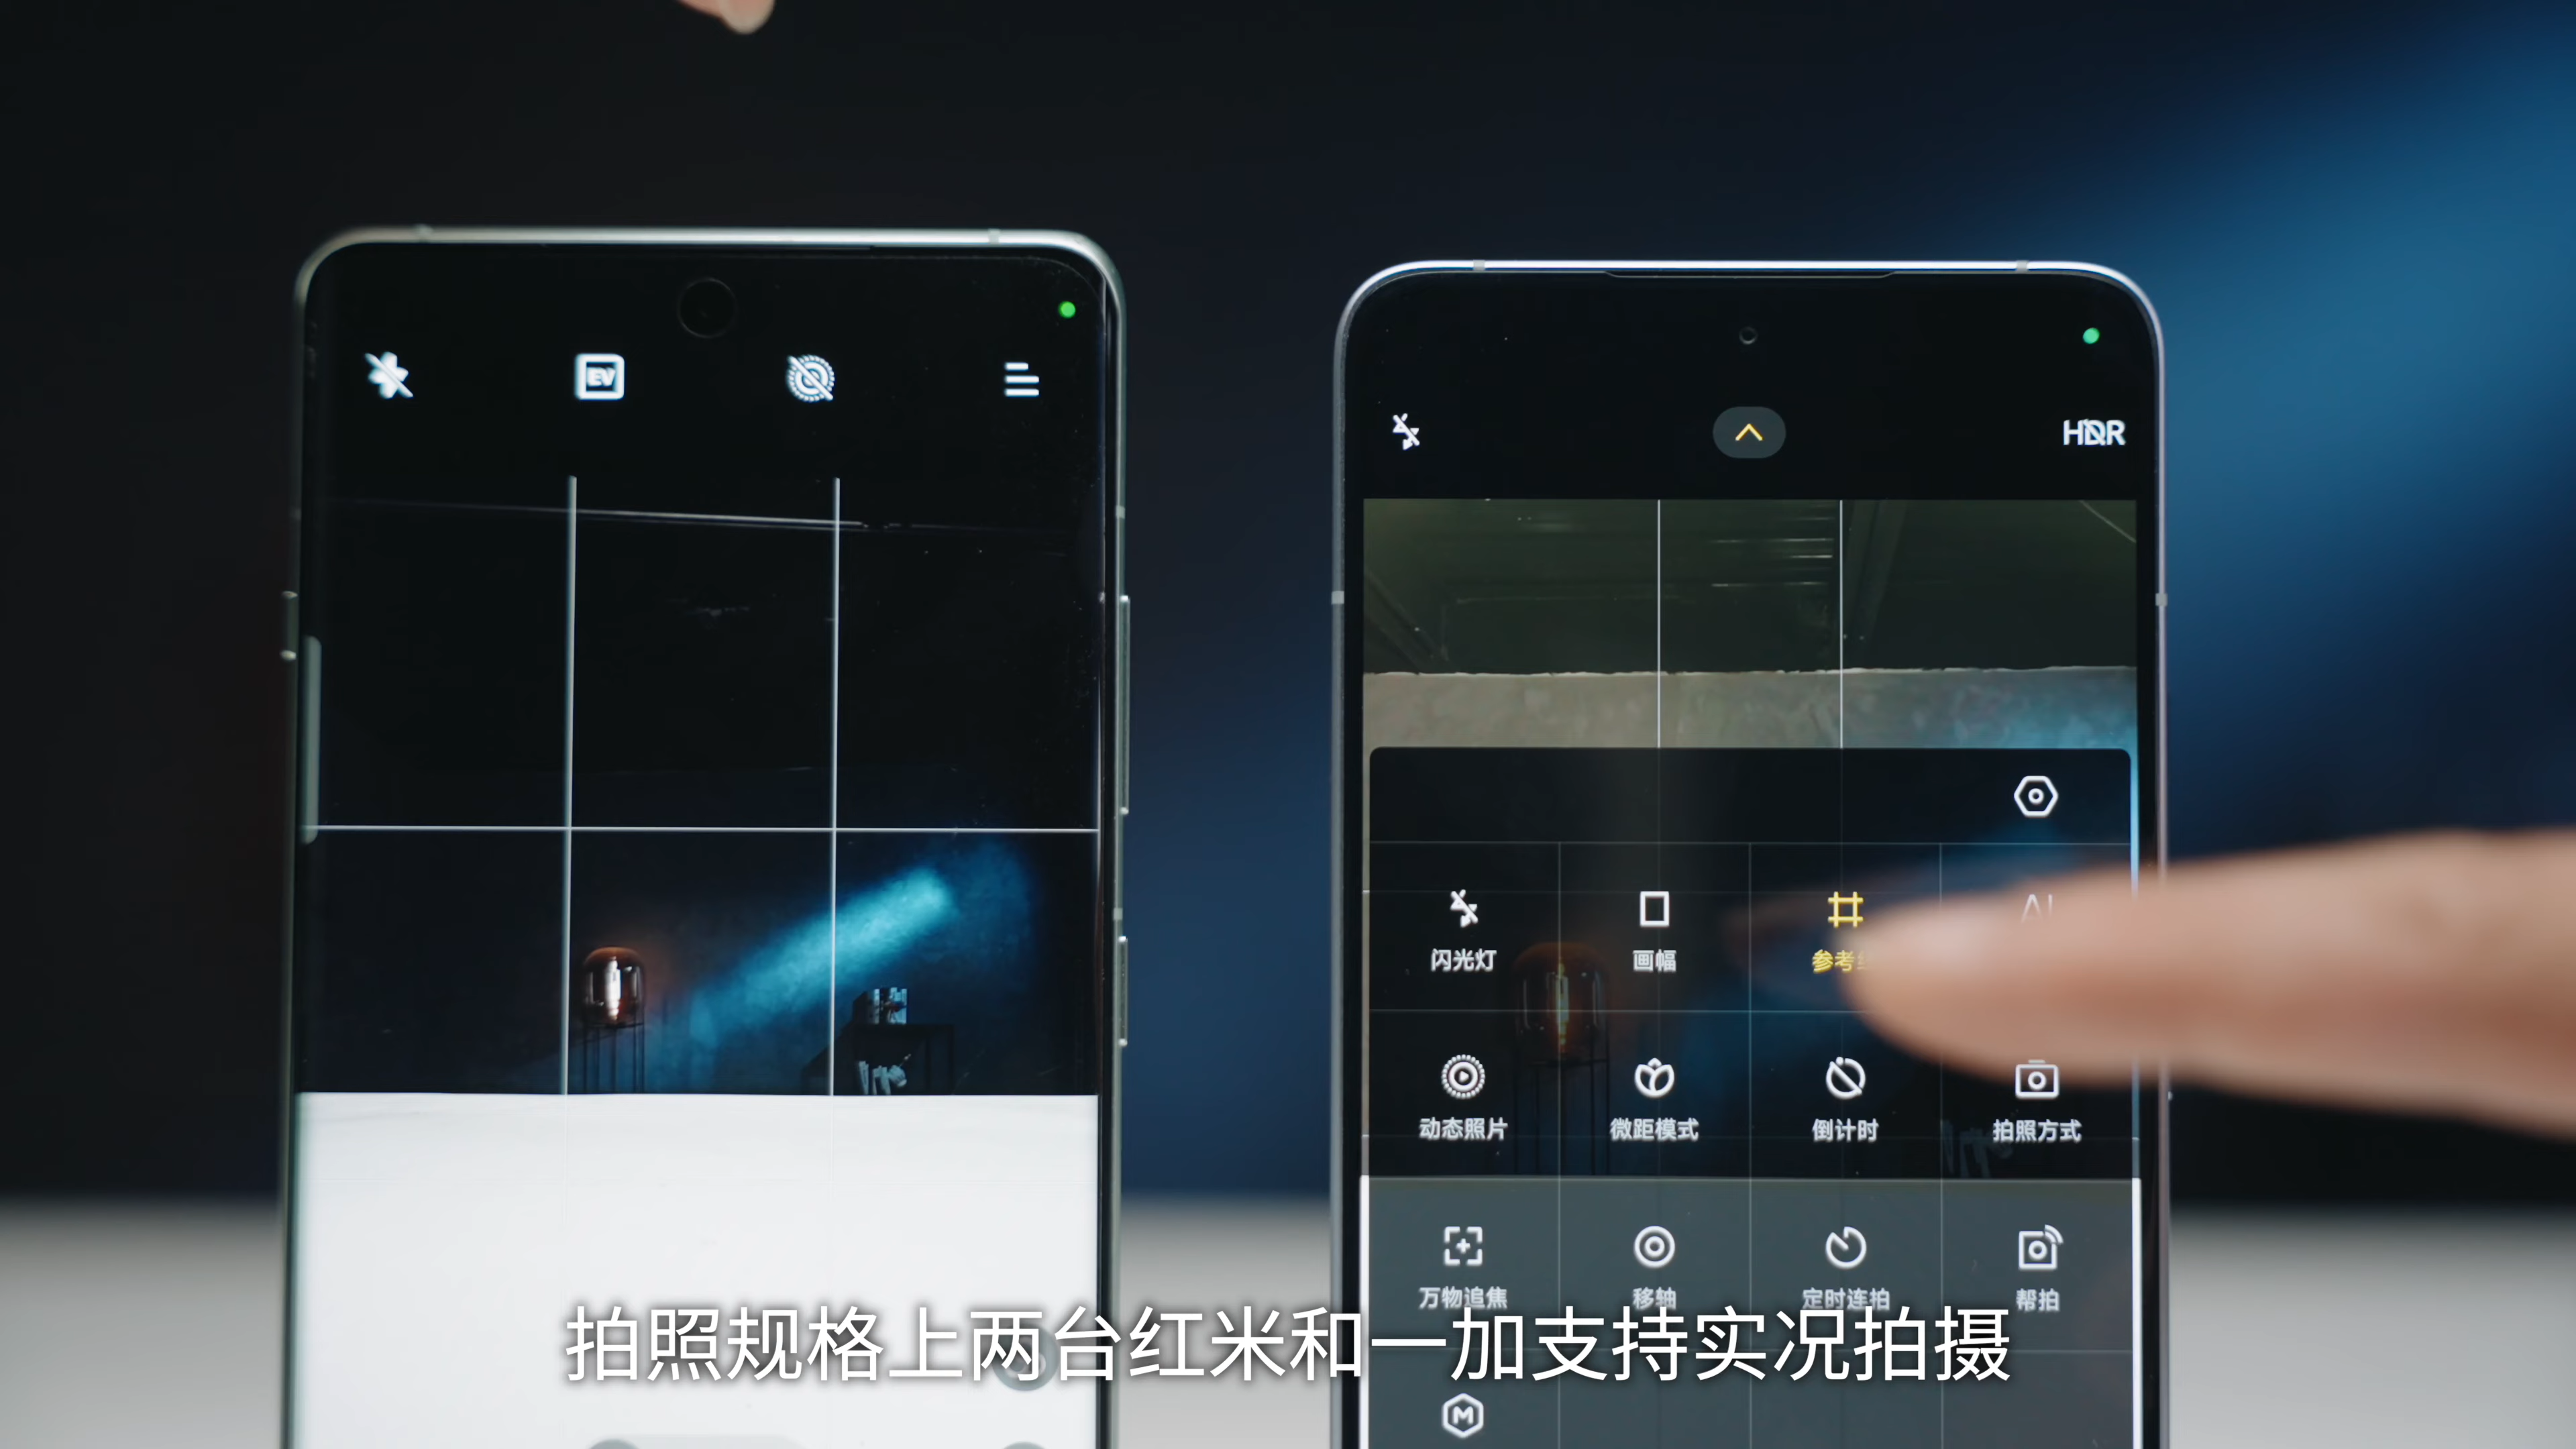 EV
HDR
闪光灯 画幅 参考
动态照片 微距模式 倒计时 拍照方式
万物追焦 移轴 定时连拍 帮拍
拍照规格上两台红米和一加支持实况拍摄
M